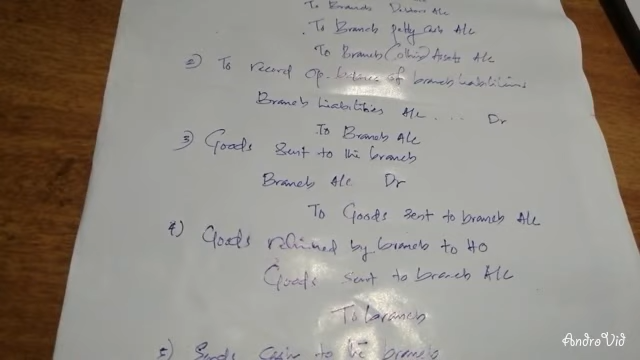 To Branch Debtors A/c
To Branch petty cash A/c
To Branch (other) Assets A/c
2) To record op. balance of branch liabilities
Branch liabilities A/c ... Dr
To Branch A/c
3) Goods sent to the branch
Branch A/c Dr
To Goods sent to branch A/c
4) Goods returned by branch to HO
Goods sent to branch A/c
To branch
5) Sends cash to the branch
AndroVid